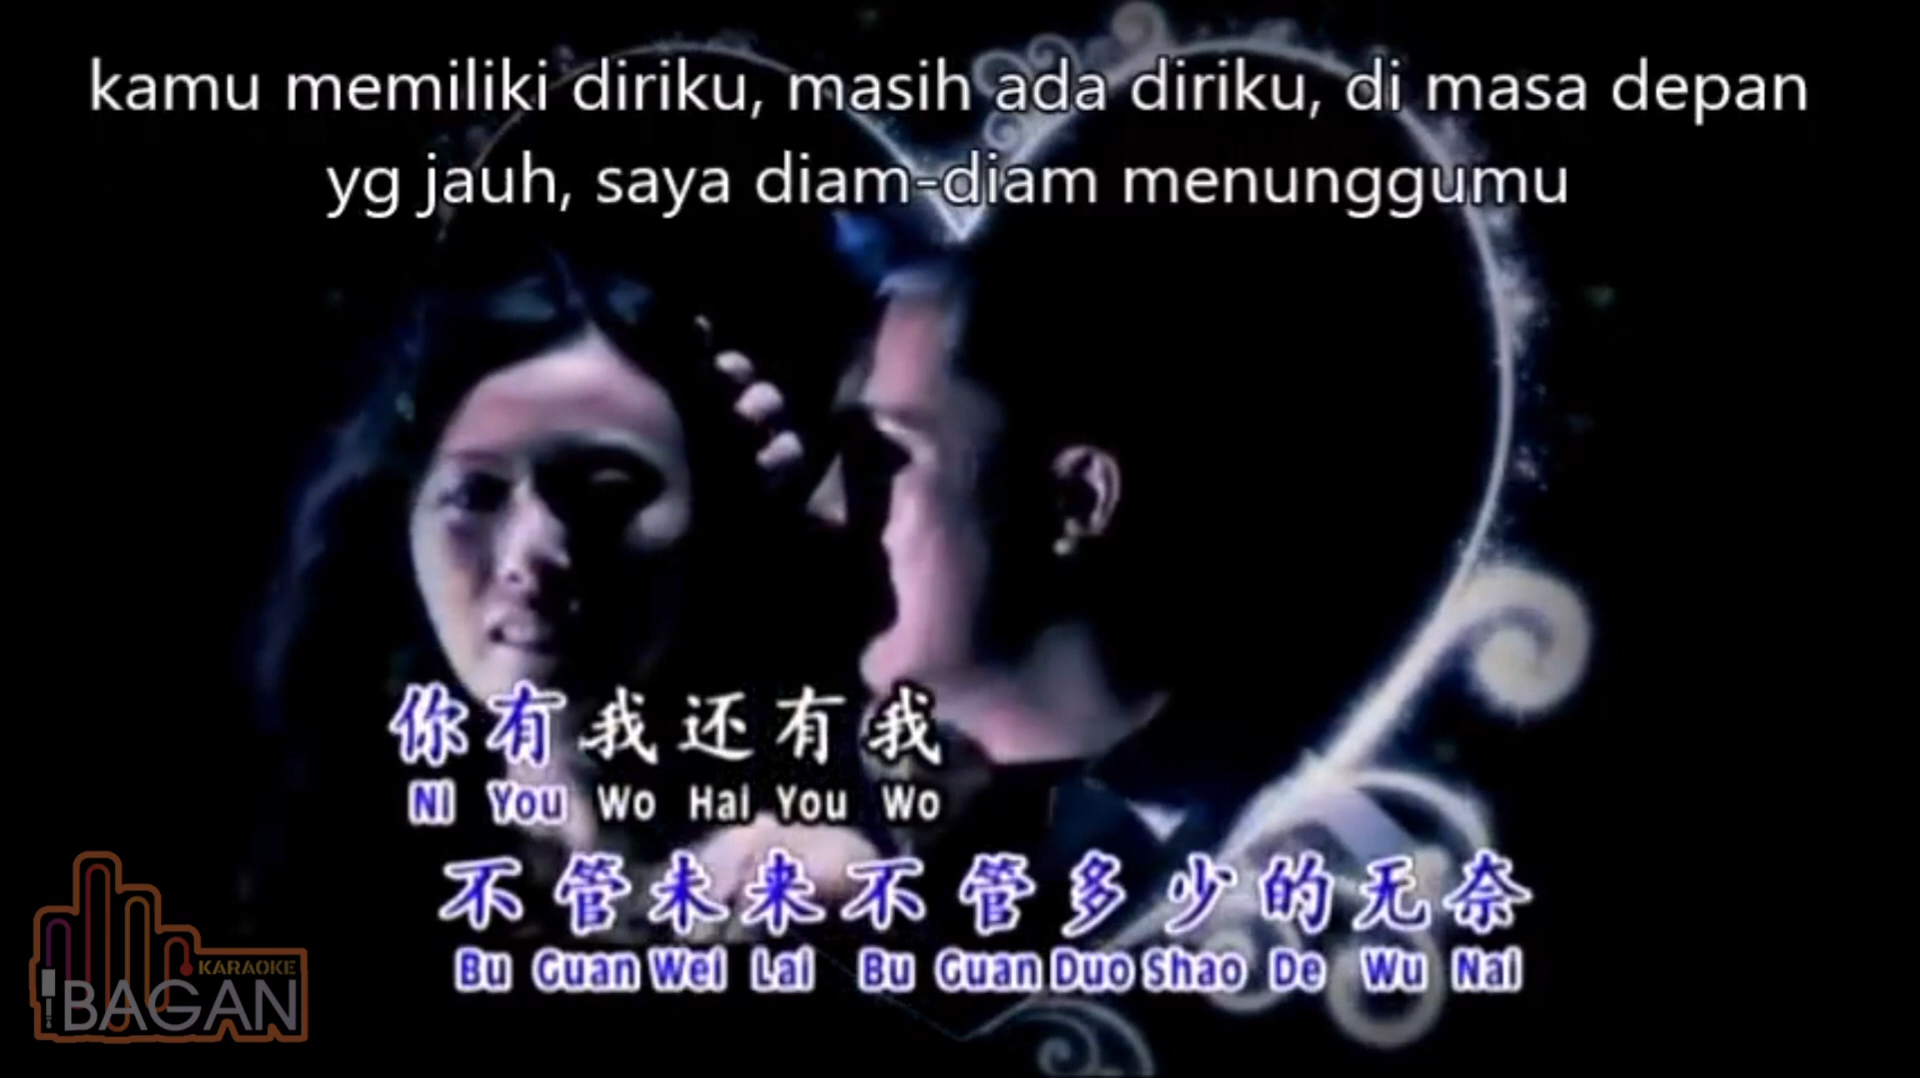 kamu memiliki diriku, masih ada diriku, di masa depan
yg jauh, saya diam-diam menunggumu
你有我还有我
Ni You Wo Hai You Wo
不管未来不管多少的无奈
Bu Guan Wei Lai Bu Guan Duo Shao De Wu Nai
KARAOKE
BAGAN